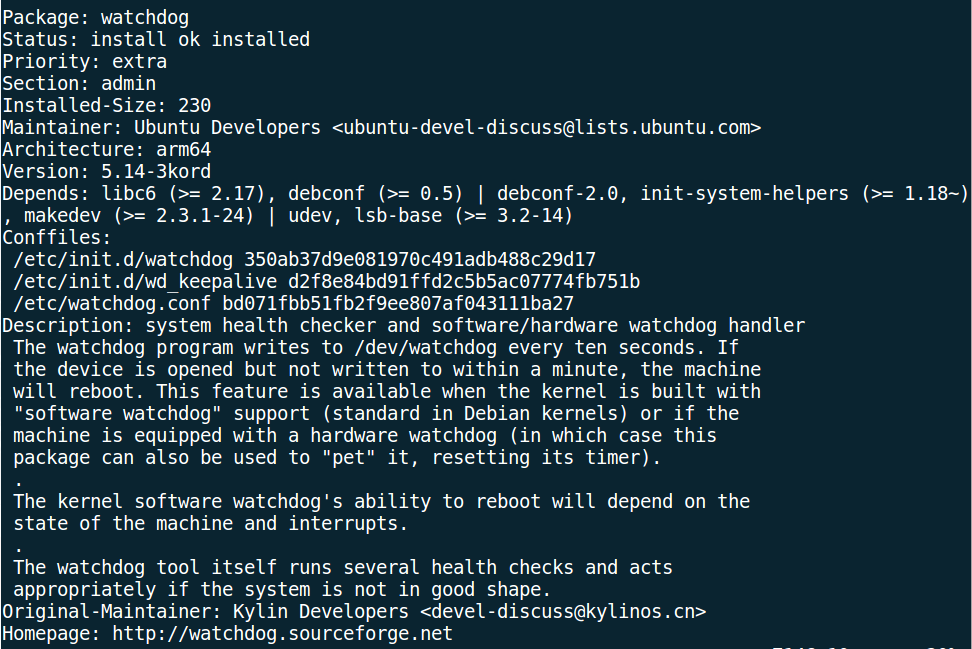 Package: watchdog
Status: install ok installed
Priority: extra
Section: admin
Installed-Size: 230
Maintainer: Ubuntu Developers <ubuntu-devel-discuss@lists.ubuntu.com>
Architecture: arm64
Version: 5.14-3kord
Depends: libc6 (>= 2.17), debconf (>= 0.5) | debconf-2.0, init-system-helpers (>= 1.18~)
, makedev (>= 2.3.1-24) | udev, lsb-base (>= 3.2-14)
Conffiles:
 /etc/init.d/watchdog 350ab37d9e081970c491adb488c29d17
 /etc/init.d/wd_keepalive d2f8e84bd91ffd2c5b5ac07774fb751b
 /etc/watchdog.conf bd071fbb51fb2f9ee807af043111ba27
Description: system health checker and software/hardware watchdog handler
 The watchdog program writes to /dev/watchdog every ten seconds. If
 the device is opened but not written to within a minute, the machine
 will reboot. This feature is available when the kernel is built with
 "software watchdog" support (standard in Debian kernels) or if the
 machine is equipped with a hardware watchdog (in which case this
 package can also be used to "pet" it, resetting its timer).
 .
 The kernel software watchdog's ability to reboot will depend on the
 state of the machine and interrupts.
 .
 The watchdog tool itself runs several health checks and acts
 appropriately if the system is not in good shape.
Original-Maintainer: Kylin Developers <devel-discuss@kylinos.cn>
Homepage: http://watchdog.sourceforge.net